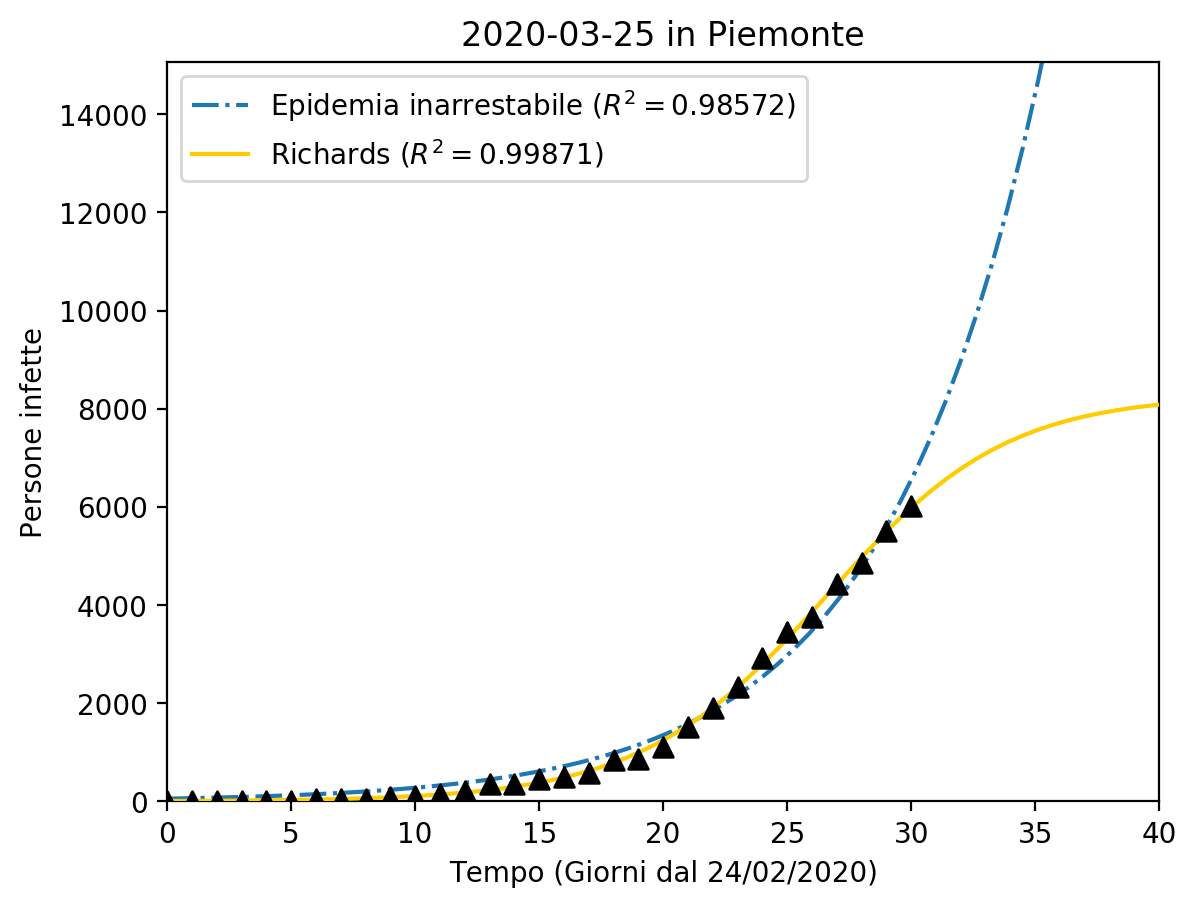 2020-03-25 in Piemonte
Epidemia inarrestabile (R² = 0.98572)
Richards (R² = 0.99871)
14000
12000
10000
8000
6000
4000
2000
0
Persone infette
0 5 10 15 20 25 30 35 40
Tempo (Giorni dal 24/02/2020)